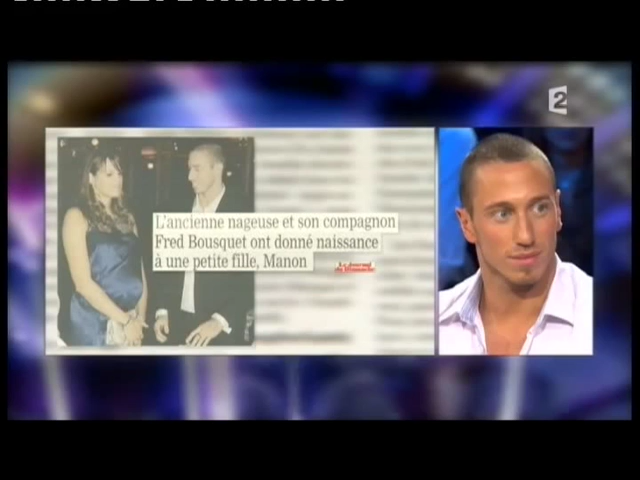 2
L'ancienne nageuse et son compagnon
Fred Bousquet ont donné naissance
à une petite fille, Manon
Le Journal
du Dimanche